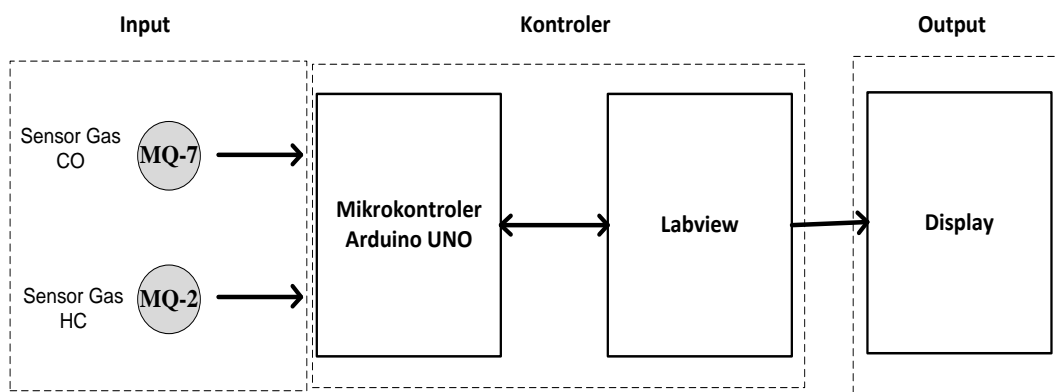 Input
Kontroler
Output
Sensor Gas
CO
MQ-7
Sensor Gas
HC
MQ-2
Mikrokontroler
Arduino UNO
Labview
Display